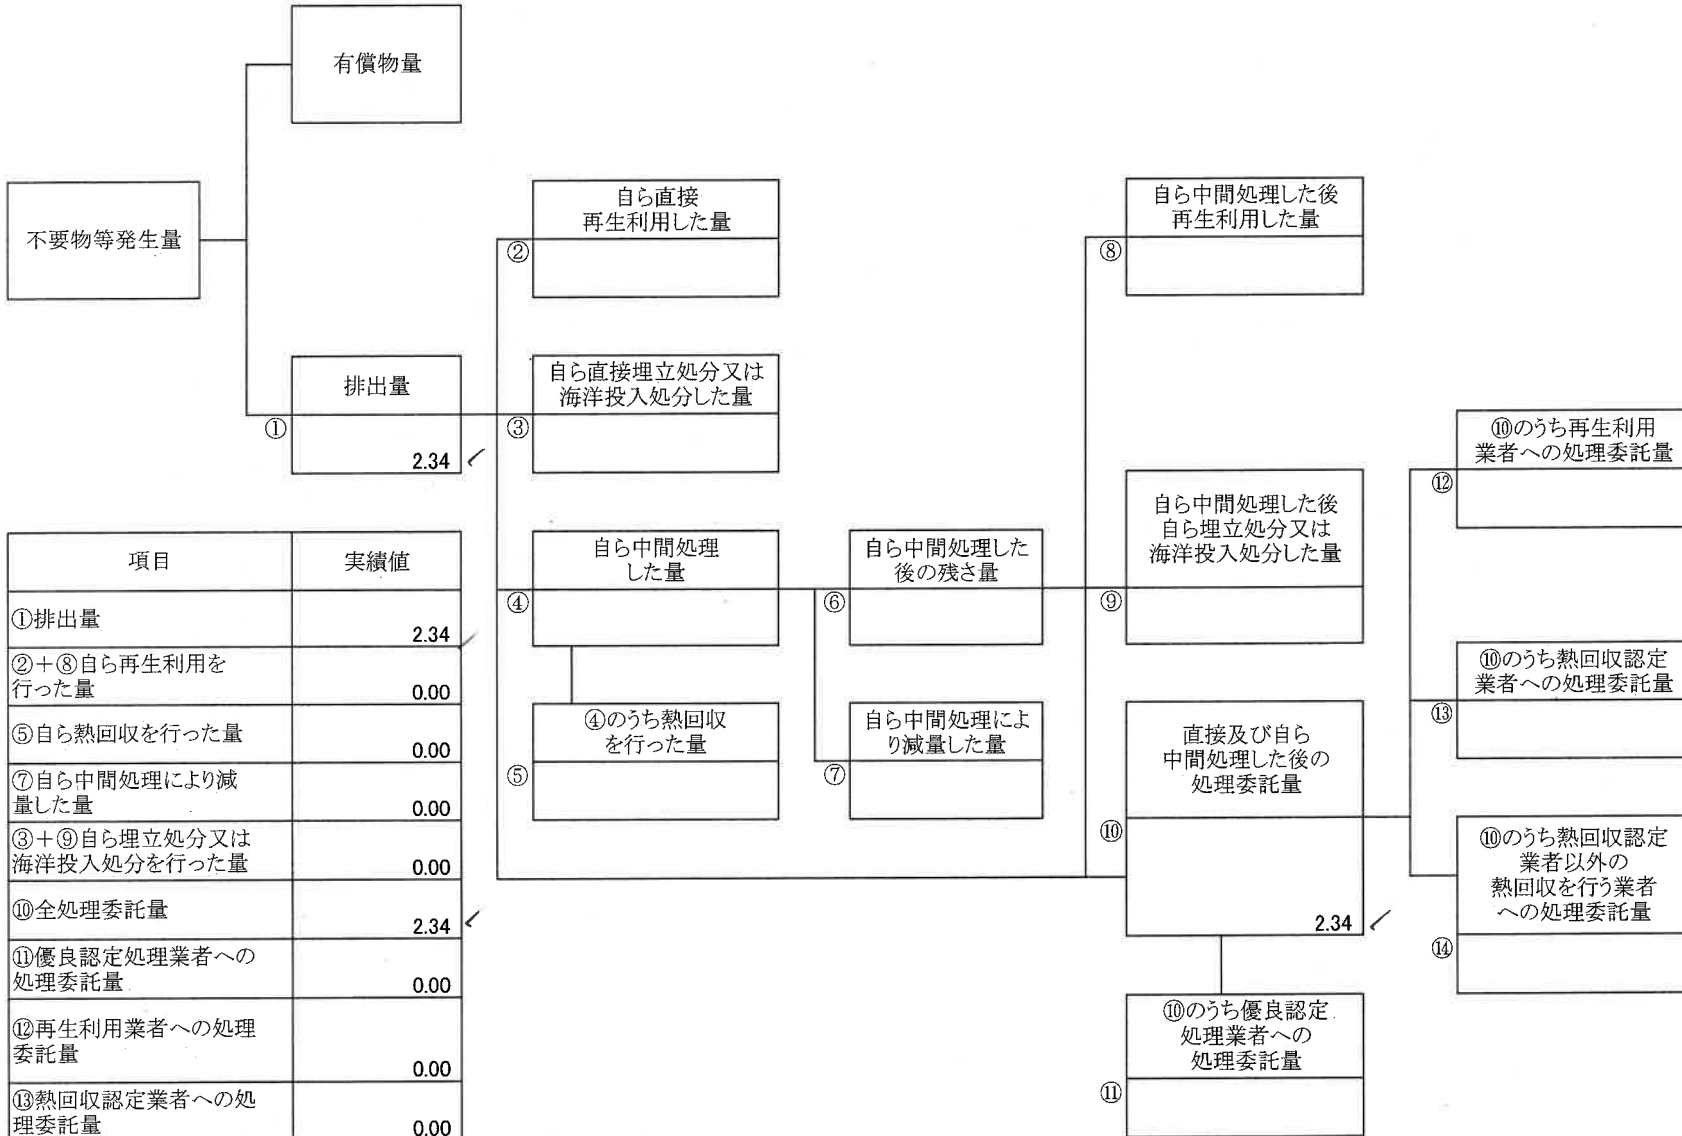 有償物量
不要物等発生量
排出量
①
2.34
自ら直接
再生利用した量
②
自ら直接埋立処分又は
海洋投入処分した量
③
自ら中間処理
した量
④
④のうち熱回収
を行った量
⑤
自ら中間処理した
後の残さ量
⑥
自ら中間処理によ
り減量した量
⑦
自ら中間処理した後
再生利用した量
⑧
自ら中間処理した後
自ら埋立処分又は
海洋投入処分した量
⑨
直接及び自ら
中間処理した後の
処理委託量
⑩
2.34
⑩のうち優良認定
処理業者への
処理委託量
⑪
⑩のうち再生利用
業者への処理委託量
⑫
⑩のうち熱回収認定
業者への処理委託量
⑬
⑩のうち熱回収認定
業者以外の
熱回収を行う業者
への処理委託量
⑭
項目 実績値
①排出量 2.34
②+⑧自ら再生利用を
行った量 0.00
⑤自ら熱回収を行った量 0.00
⑦自ら中間処理により減
量した量 0.00
③+⑨自ら埋立処分又は
海洋投入処分を行った量 0.00
⑩全処理委託量 2.34
⑪優良認定処理業者への
処理委託量 0.00
⑫再生利用業者への処理
委託量 0.00
⑬熱回収認定業者への処
理委託量 0.00